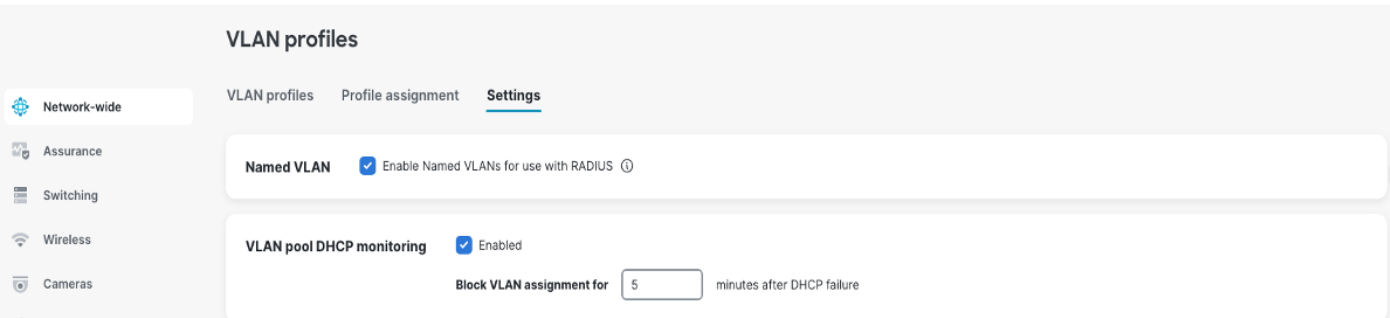 VLAN profiles
VLAN profiles Profile assignment Settings
Network-wide
Assurance
Switching
Wireless
Cameras
Named VLAN Enable Named VLANs for use with RADIUS
VLAN pool DHCP monitoring Enabled
Block VLAN assignment for 5 minutes after DHCP failure